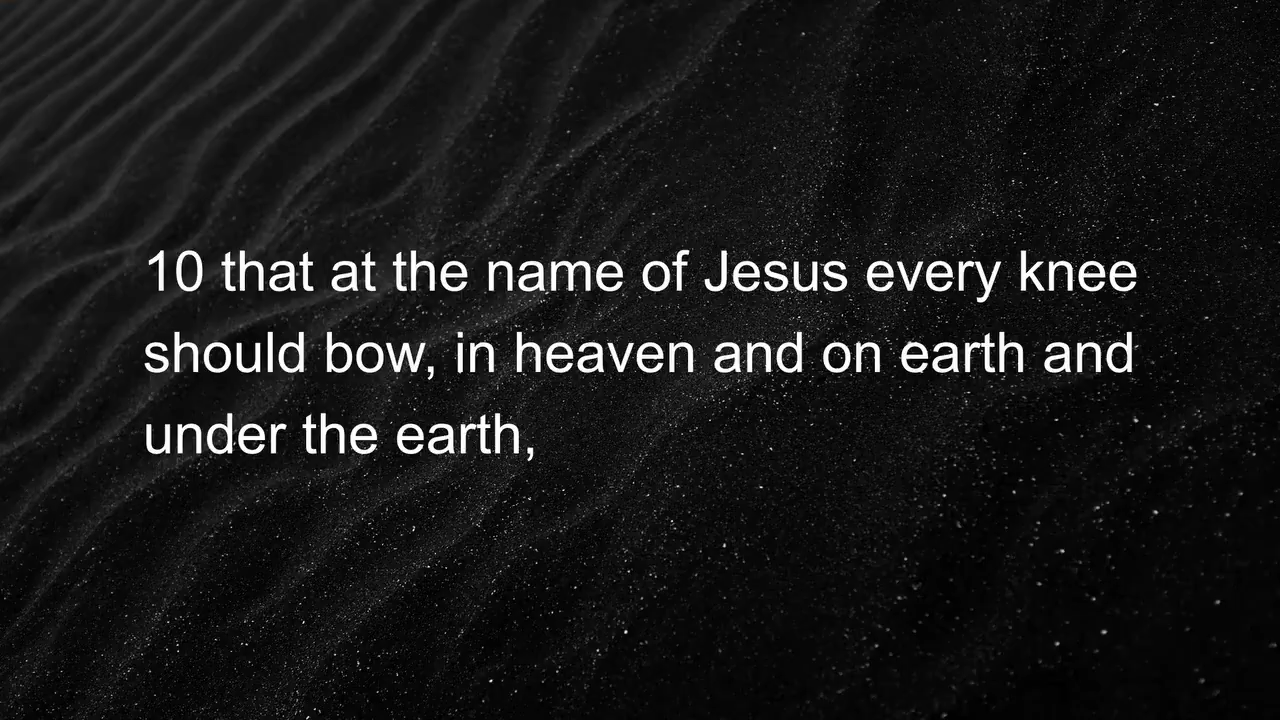 10 that at the name of Jesus every knee
should bow, in heaven and on earth and
under the earth,